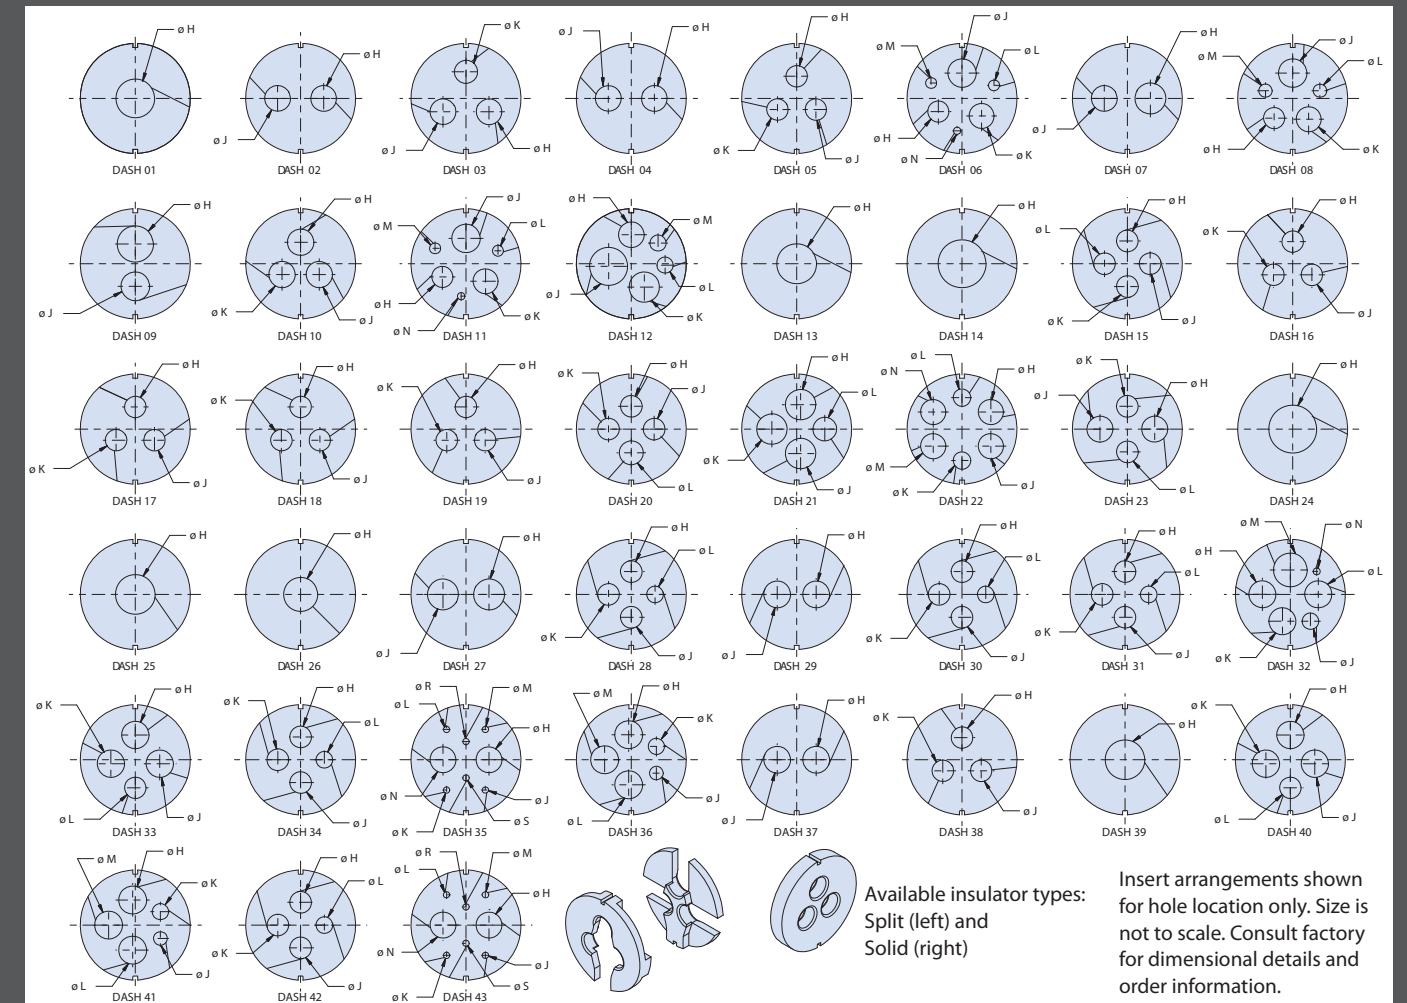 ø H
ø J
ø H
ø K
ø J
ø H
ø J
ø H
ø H
ø K
ø J
ø J
ø M
ø L
ø H
ø N
ø K
ø H
ø J
ø J
ø M
ø L
ø H
ø K
DASH 01 DASH 02 DASH 03 DASH 04 DASH 05 DASH 06 DASH 07 DASH 08
ø H
ø J
ø H
ø K
ø J
ø J
ø M
ø L
ø H
ø N
ø K
ø H
ø M
ø J
ø L
ø K
ø H
ø H
ø H
ø L
ø K
ø J
ø H
ø K
ø J
DASH 09 DASH 10 DASH 11 DASH 12 DASH 13 DASH 14 DASH 15 DASH 16
ø H
ø K
ø J
ø H
ø K
ø J
ø H
ø K
ø J
ø K
ø H
ø J
ø L
ø H
ø L
ø K
ø J
ø L
ø N
ø H
ø M
ø K
ø J
ø K
ø J
ø H
ø L
ø H
DASH 17 DASH 18 DASH 19 DASH 20 DASH 21 DASH 22 DASH 23 DASH 24
ø H
ø H
ø H
ø J
ø H
ø L
ø K
ø J
ø H
ø J
ø H
ø L
ø K
ø J
ø H
ø L
ø K
ø J
ø M
ø N
ø H
ø L
ø K
ø J
DASH 25 DASH 26 DASH 27 DASH 28 DASH 29 DASH 30 DASH 31 DASH 32
ø H
ø K
ø L
ø J
ø H
ø K
ø L
ø J
ø R
ø M
ø L
ø H
ø N
ø J
ø K
ø S
ø M
ø H
ø K
ø J
ø L
ø H
ø J
ø H
ø K
ø J
ø H
ø H
ø K
ø L
ø J
DASH 33 DASH 34 DASH 35 DASH 36 DASH 37 DASH 38 DASH 39 DASH 40
ø M
ø H
ø K
ø J
ø L
ø H
ø L
ø K
ø J
ø R
ø M
ø L
ø H
ø N
ø S
ø K
DASH 41 DASH 42 DASH 43
Available insulator types:
Split (left) and
Solid (right)
Insert arrangements shown
for hole location only. Size is
not to scale. Consult factory
for dimensional details and
order information.